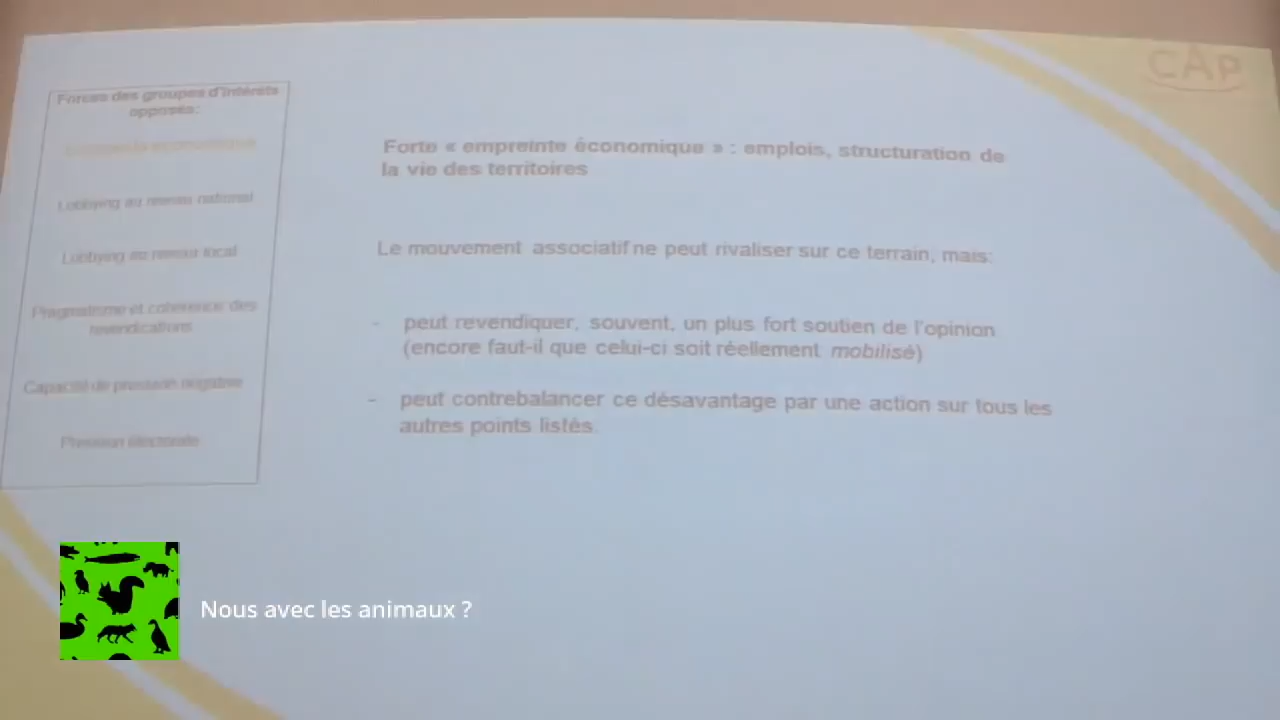 CAP
Forces des groupes d'intérêts
opposés:
Lobbying au niveau national
Lobbying au niveau local
Pragmatisme et cohérence des
revendications
Capacité de pression négative
Pression électorale
Forte « empreinte économique » : emplois, structuration de
la vie des territoires
Le mouvement associatif ne peut rivaliser sur ce terrain, mais:
- peut revendiquer, souvent, un plus fort soutien de l'opinion
(encore faut-il que celui-ci soit réellement mobilisé)
- peut contrebalancer ce désavantage par une action sur tous les
autres points listés.
Nous avec les animaux ?